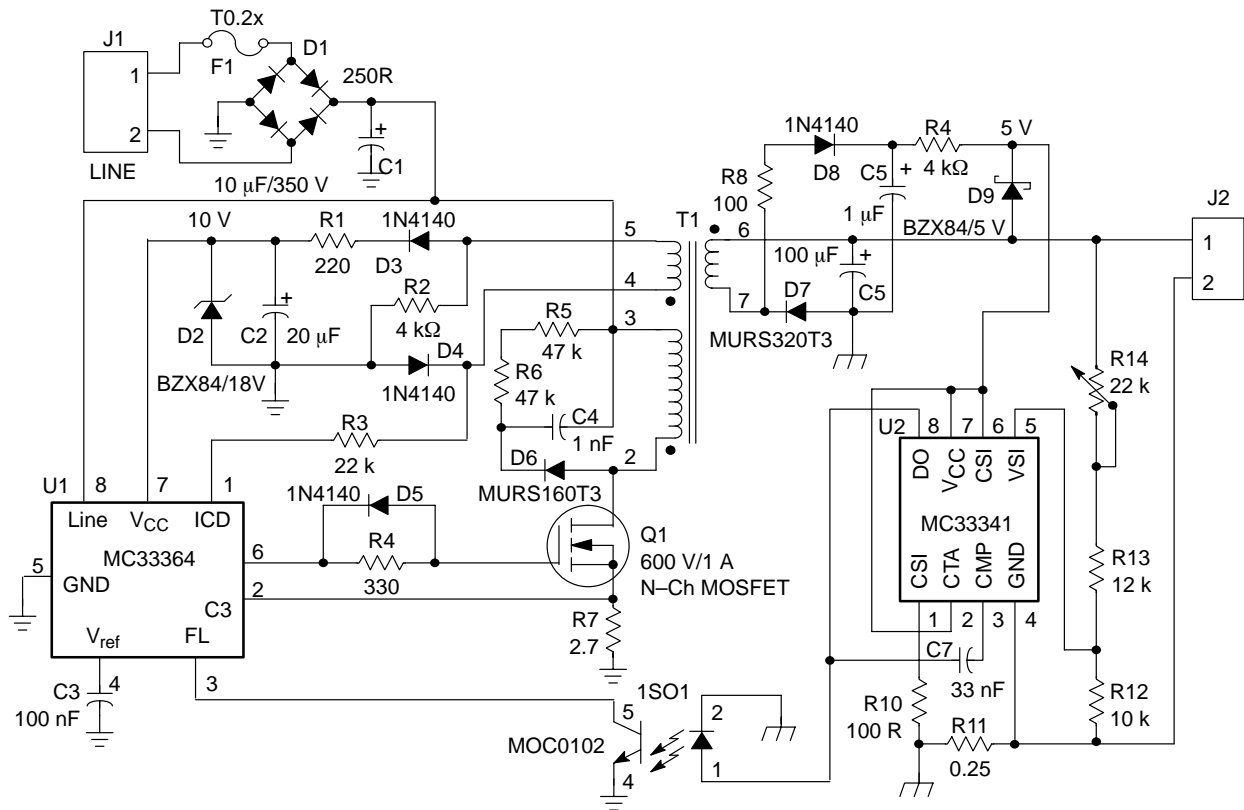 T0.2x
J1
F1
D1
1
2
LINE
250R
+
C1
10 μF/350 V
10 V
R1
220
1N4140
D3
5
T1
R2
4 kΩ
4
D2
C2
+
20 μF
D4
1N4140
BZX84/18V
R5
47 k
3
R6
47 k
C4
1 nF
R3
22 k
D6
MURS160T3
2
1N4140
D8
C5
+
1 μF
R4
4 kΩ
5 V
D9
BZX84/5 V
R8
100
6
100 μF
+
C5
7
D7
MURS320T3
J2
1
2
U1
8
7
1
Line
VCC
ICD
MC33364
5
GND
6
C3
2
Vref
FL
4
3
C3
100 nF
1N4140
D5
R4
330
Q1
600 V/1 A
N–Ch MOSFET
R7
2.7
1SO1
5
4
MOC0102
2
1
U2
8
7
6
5
DO
VCC
CSI
VSI
MC33341
CSI
CTA
CMP
GND
1
2
3
4
C7
33 nF
R10
100 R
R11
0.25
R14
22 k
R13
12 k
R12
10 k